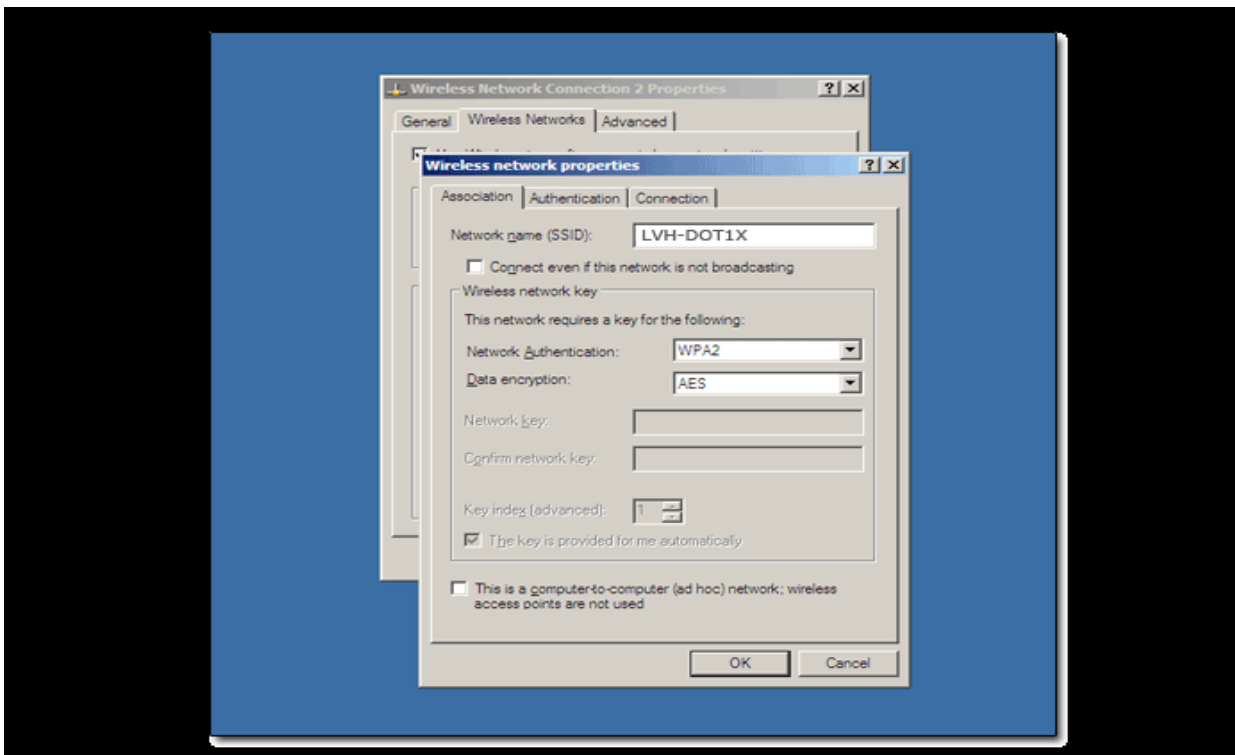 Wireless Network Connection 2 Properties
General Wireless Networks Advanced
Wireless network properties
Association Authentication Connection
Network name (SSID): LVH-DOT1X
Connect even if this network is not broadcasting
Wireless network key
This network requires a key for the following:
Network Authentication: WPA2
Data encryption: AES
Network key:
Confirm network key:
Key index (advanced): 1
The key is provided for me automatically
This is a computer-to-computer (ad hoc) network; wireless
access points are not used
OK Cancel